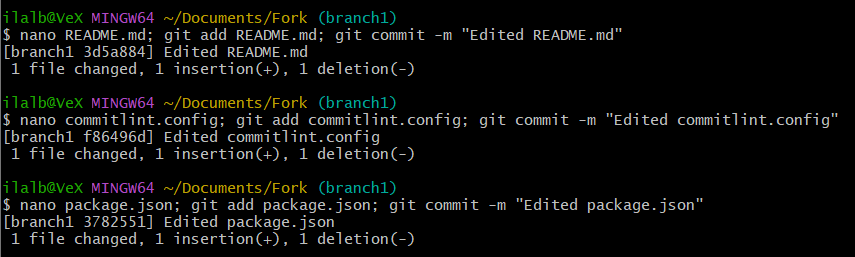 ilalb@VeX MINGW64 ~/Documents/Fork (branch1)
$ nano README.md; git add README.md; git commit -m "Edited README.md"
[branch1 3d5a884] Edited README.md
 1 file changed, 1 insertion(+), 1 deletion(-)

ilalb@VeX MINGW64 ~/Documents/Fork (branch1)
$ nano commitlint.config; git add commitlint.config; git commit -m "Edited commitlint.config"
[branch1 f86496d] Edited commitlint.config
 1 file changed, 1 insertion(+), 1 deletion(-)

ilalb@VeX MINGW64 ~/Documents/Fork (branch1)
$ nano package.json; git add package.json; git commit -m "Edited package.json"
[branch1 3782551] Edited package.json
 1 file changed, 1 insertion(+), 1 deletion(-)